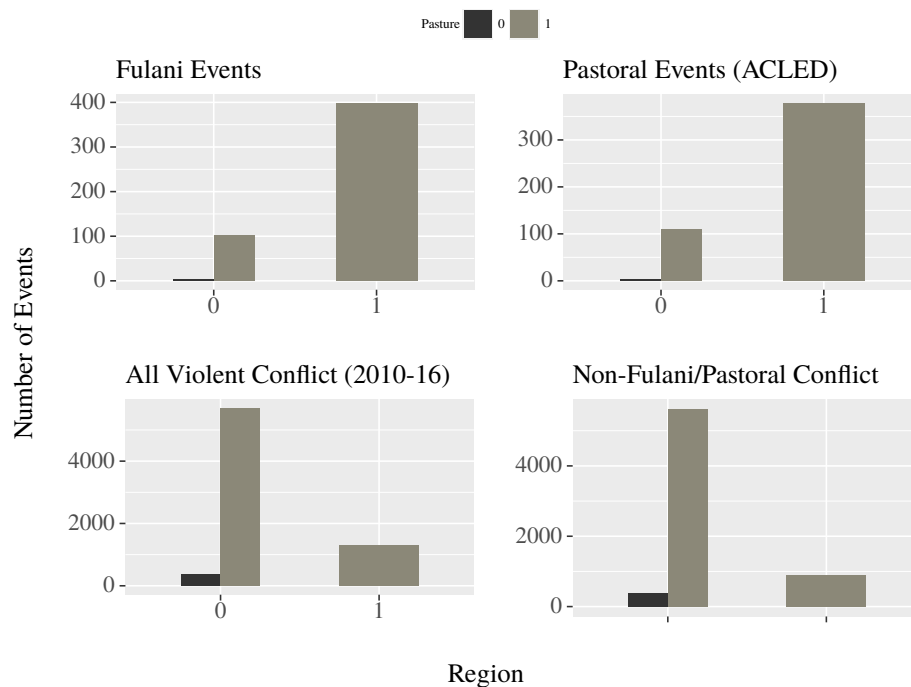 Pasture 0 1
Fulani Events
400
300
200
100
0
0 1
Pastoral Events (ACLED)
300
200
100
0
0 1
Number of Events
All Violent Conflict (2010-16)
4000
2000
0
0 1
Non-Fulani/Pastoral Conflict
4000
2000
0
Region